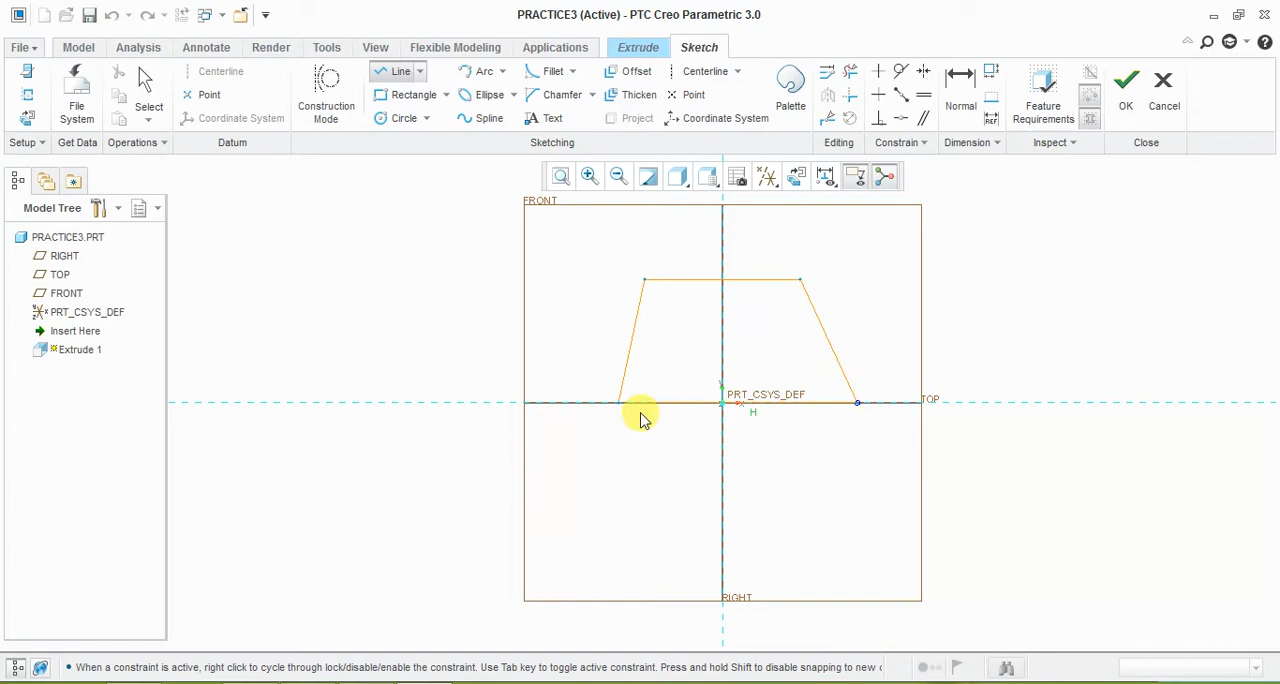 PRACTICE3 (Active) - PTC Creo Parametric 3.0
File Model Analysis Annotate Render Tools View Flexible Modeling Applications Extrude Sketch
File System
Select
Centerline
Point
Coordinate System
Construction Mode
Line Arc Fillet Offset Centerline
Rectangle Ellipse Chamfer Thicken Point
Circle Spline Text Project Coordinate System
Palette
Normal
Feature Requirements
OK
Cancel
Setup Get Data Operations Datum Sketching Editing Constrain Dimension Inspect Close
Model Tree
PRACTICE3.PRT
RIGHT
TOP
FRONT
PRT_CSYS_DEF
Insert Here
Extrude 1
FRONT
PRT_CSYS_DEF
TOP
H
RIGHT
• When a constraint is active, right click to cycle through lock/disable/enable the constraint. Use Tab key to toggle active constraint. Press and hold Shift to disable snapping to new